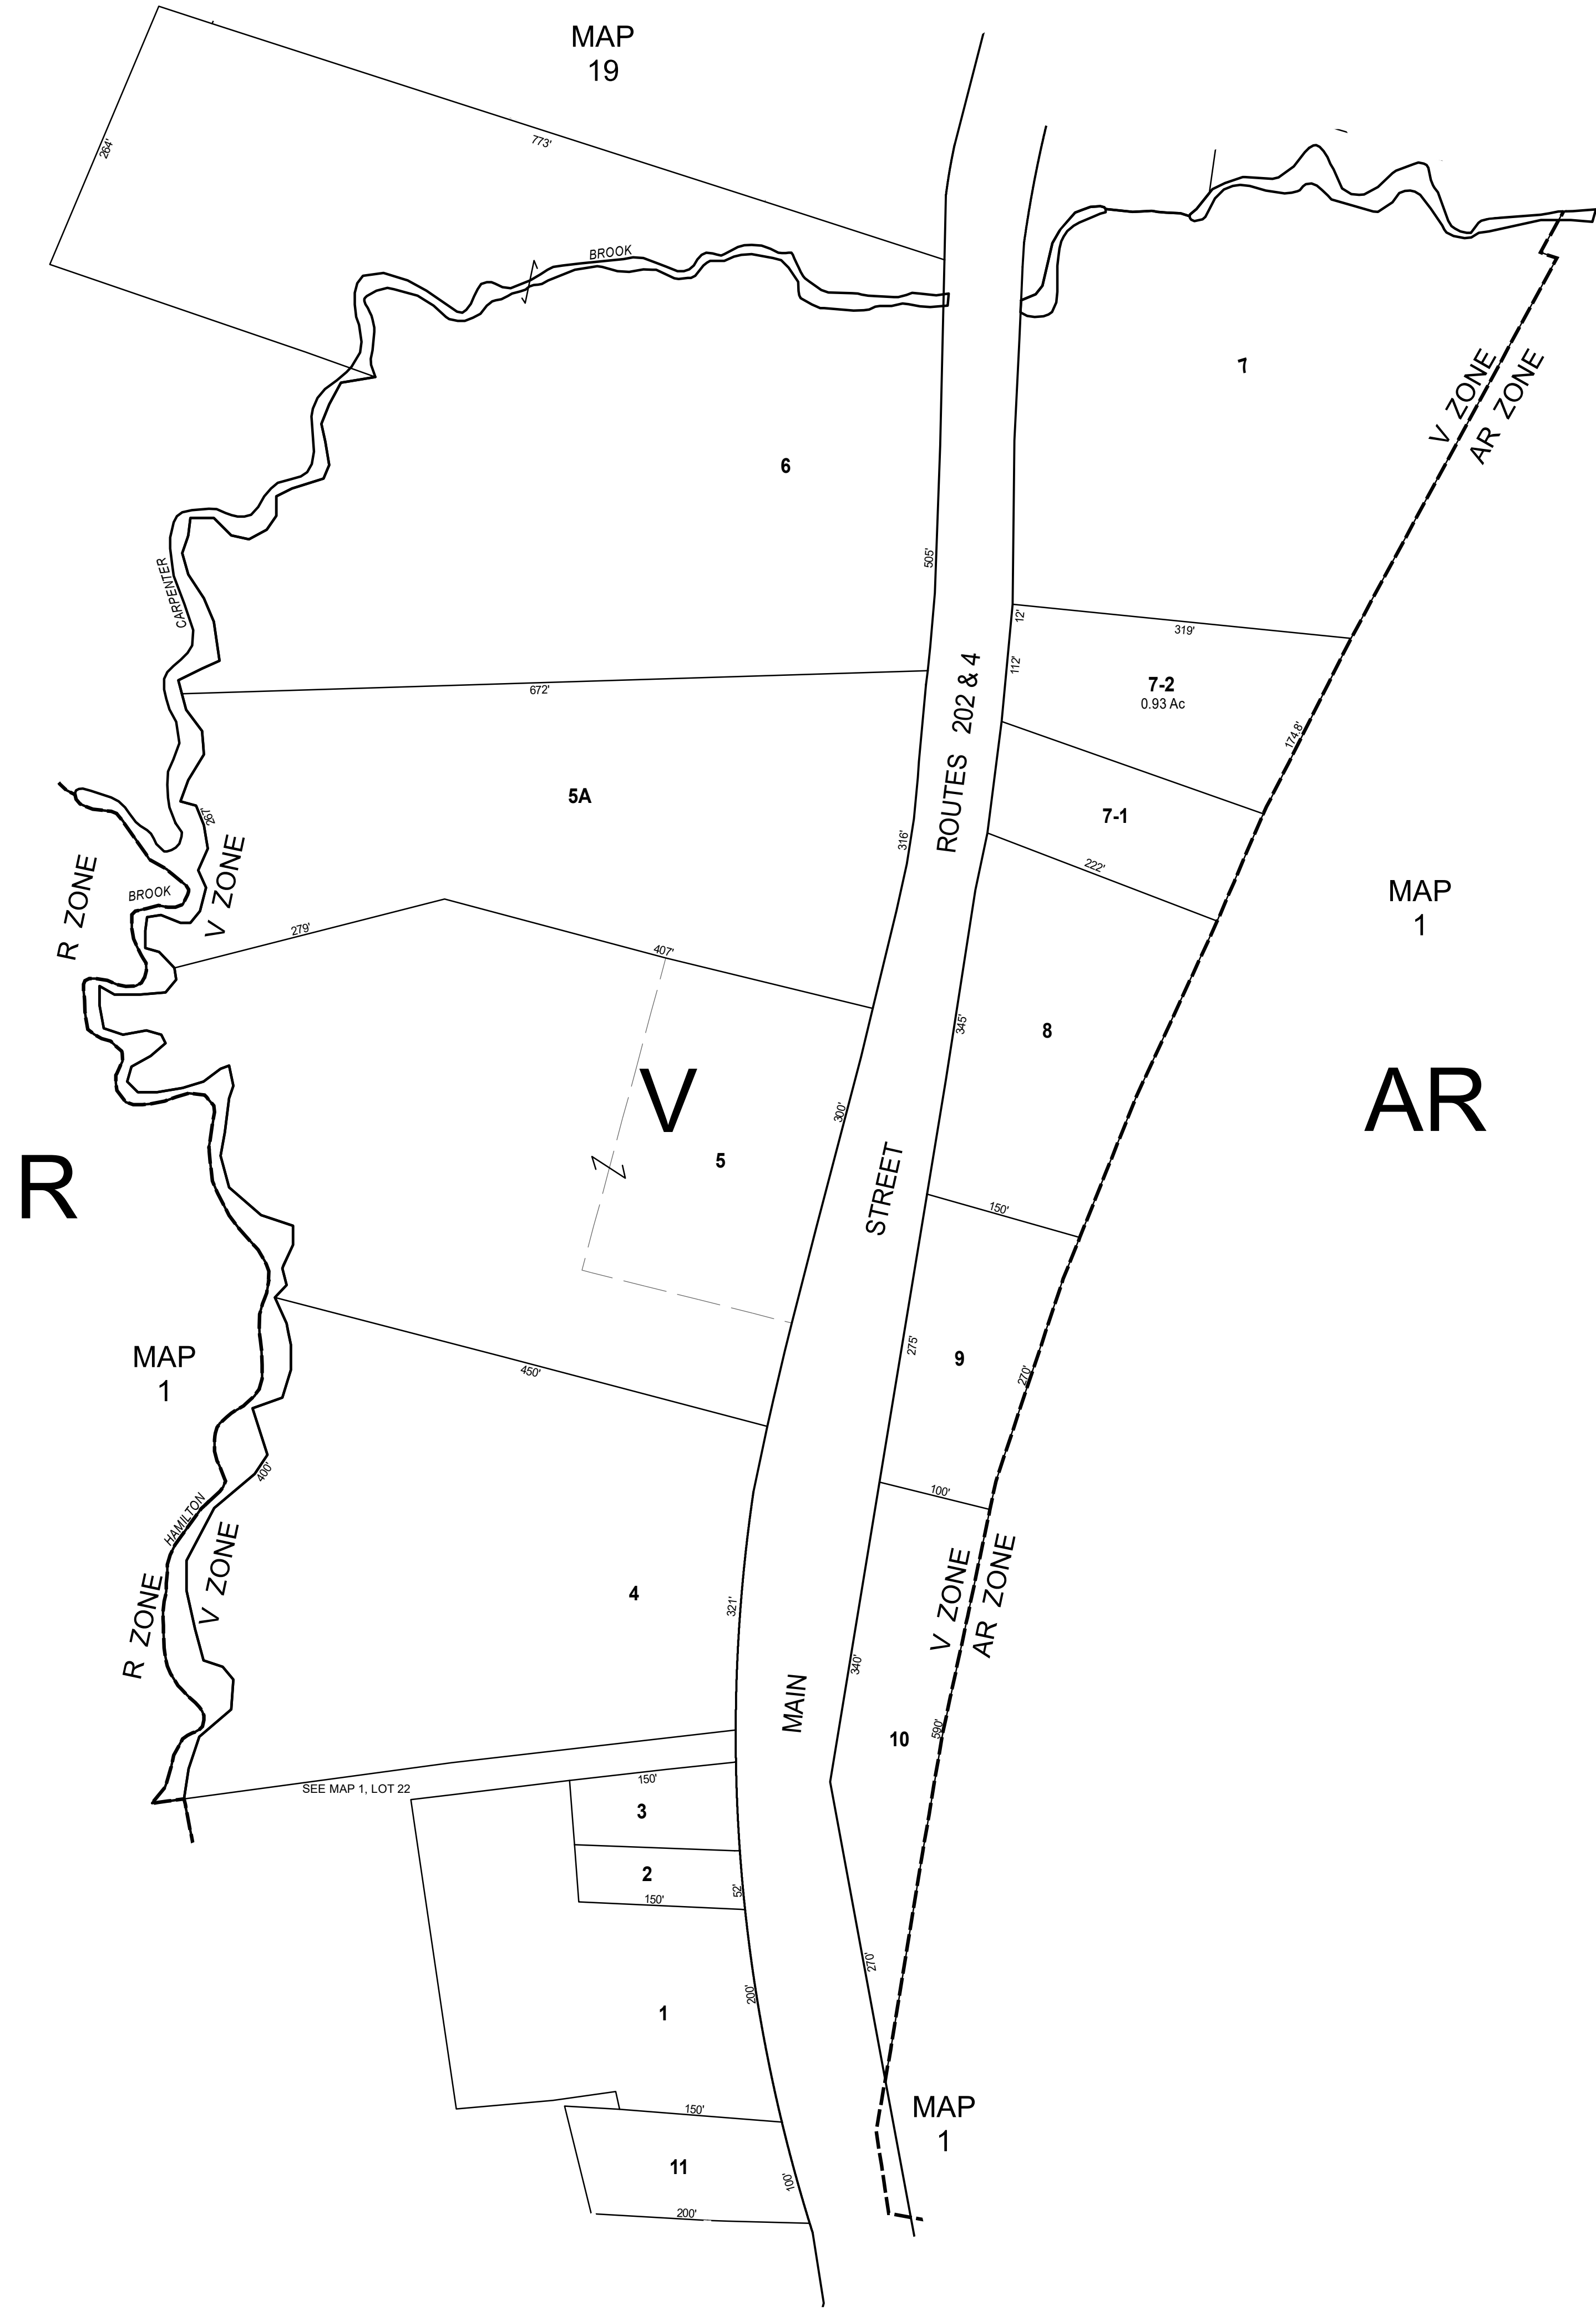 MAP
19
264'
773'
BROOK
7
V ZONE
AR ZONE
6
505'
CARPENTER
12'
319'
112'
672'
7-2
0.93 Ac
174.8'
ROUTES 202 & 4
5A
267'
316'
7-1
222'
R ZONE
BROOK
V ZONE
279'
407'
MAP
1
345'
8
V
AR
300'
5
R
STREET
150'
MAP
1
450'
275'
9
270'
400'
HAMILTON
100'
R ZONE
V ZONE
4
321'
V ZONE
AR ZONE
340'
MAIN
10
590'
SEE MAP 1, LOT 22
150'
3
2
52'
150'
270'
200'
1
150'
MAP
1
11
100'
200'